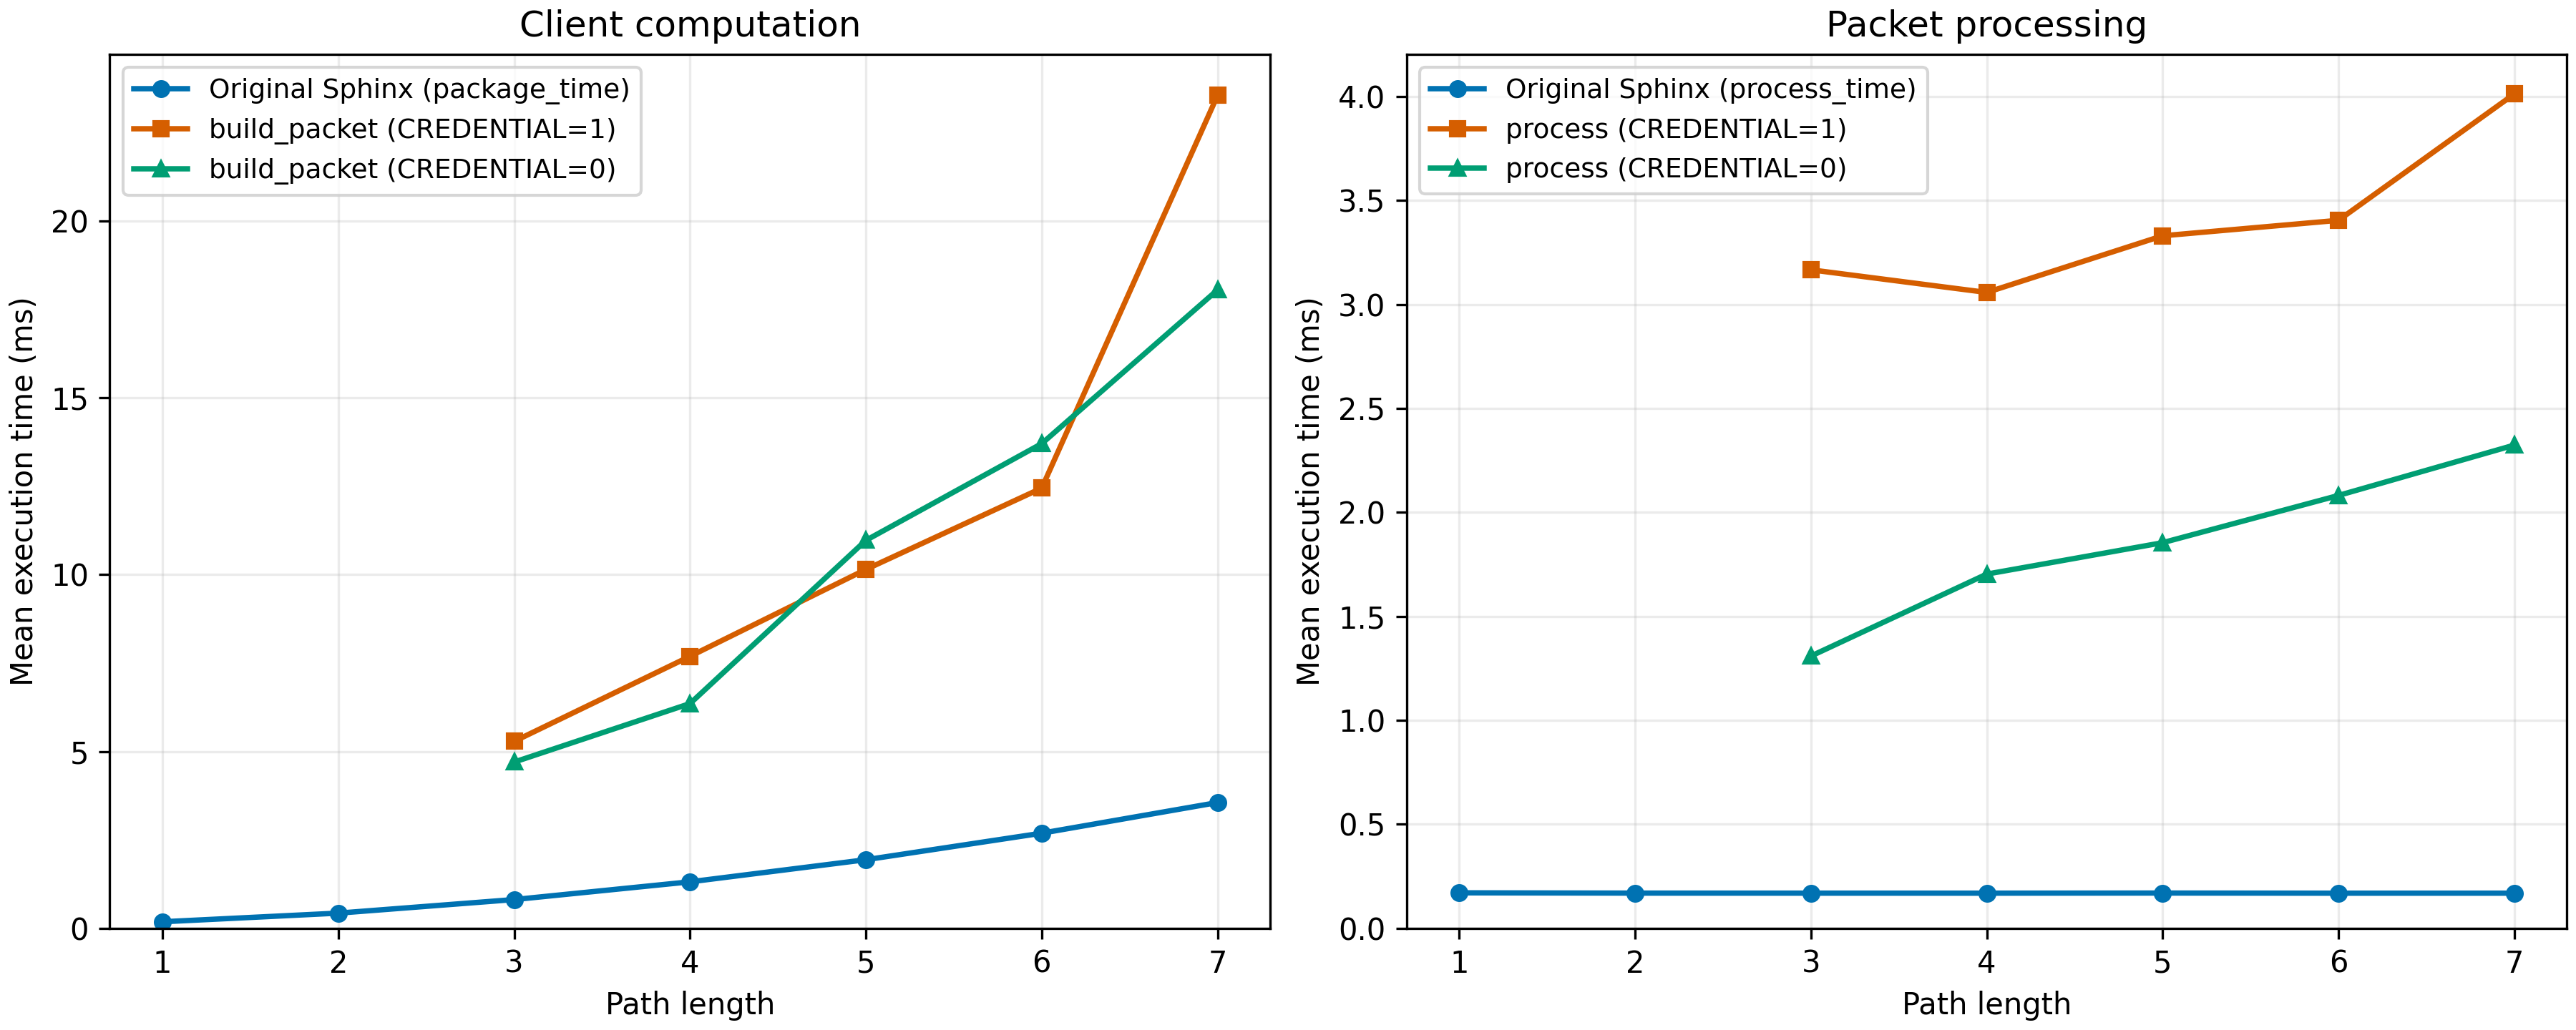 Client computation
Original Sphinx (package_time)
build_packet (CREDENTIAL=1)
build_packet (CREDENTIAL=0)
Mean execution time (ms)
20
15
10
5
0
1 2 3 4 5 6 7
Path length
Packet processing
Original Sphinx (process_time)
process (CREDENTIAL=1)
process (CREDENTIAL=0)
Mean execution time (ms)
4.0
3.5
3.0
2.5
2.0
1.5
1.0
0.5
0.0
1 2 3 4 5 6 7
Path length